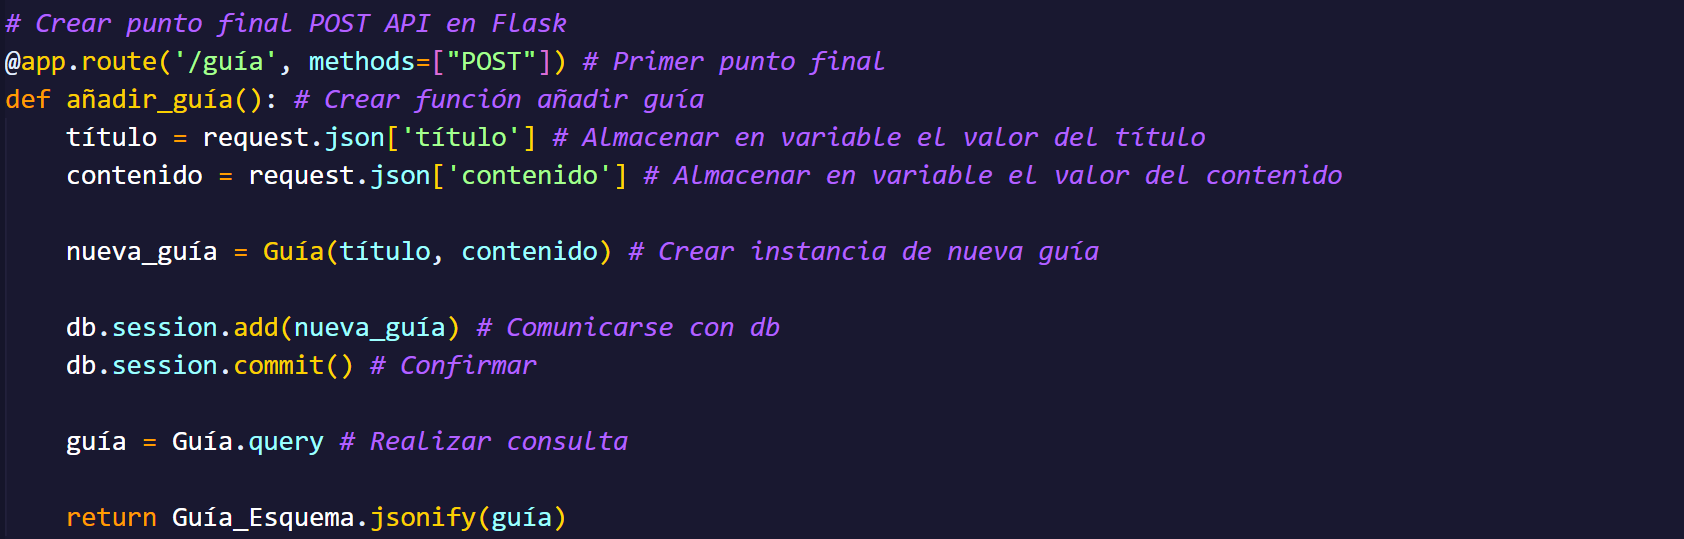 # Crear punto final POST API en Flask
@app.route('/guía', methods=["POST"]) # Primer punto final
def añadir_guía(): # Crear función añadir guía
    título = request.json['título'] # Almacenar en variable el valor del título
    contenido = request.json['contenido'] # Almacenar en variable el valor del contenido
    nueva_guía = Guía(título, contenido) # Crear instancia de nueva guía
    db.session.add(nueva_guía) # Comunicarse con db
    db.session.commit() # Confirmar
    guía = Guía.query # Realizar consulta
    return Guía_Esquema.jsonify(guía)